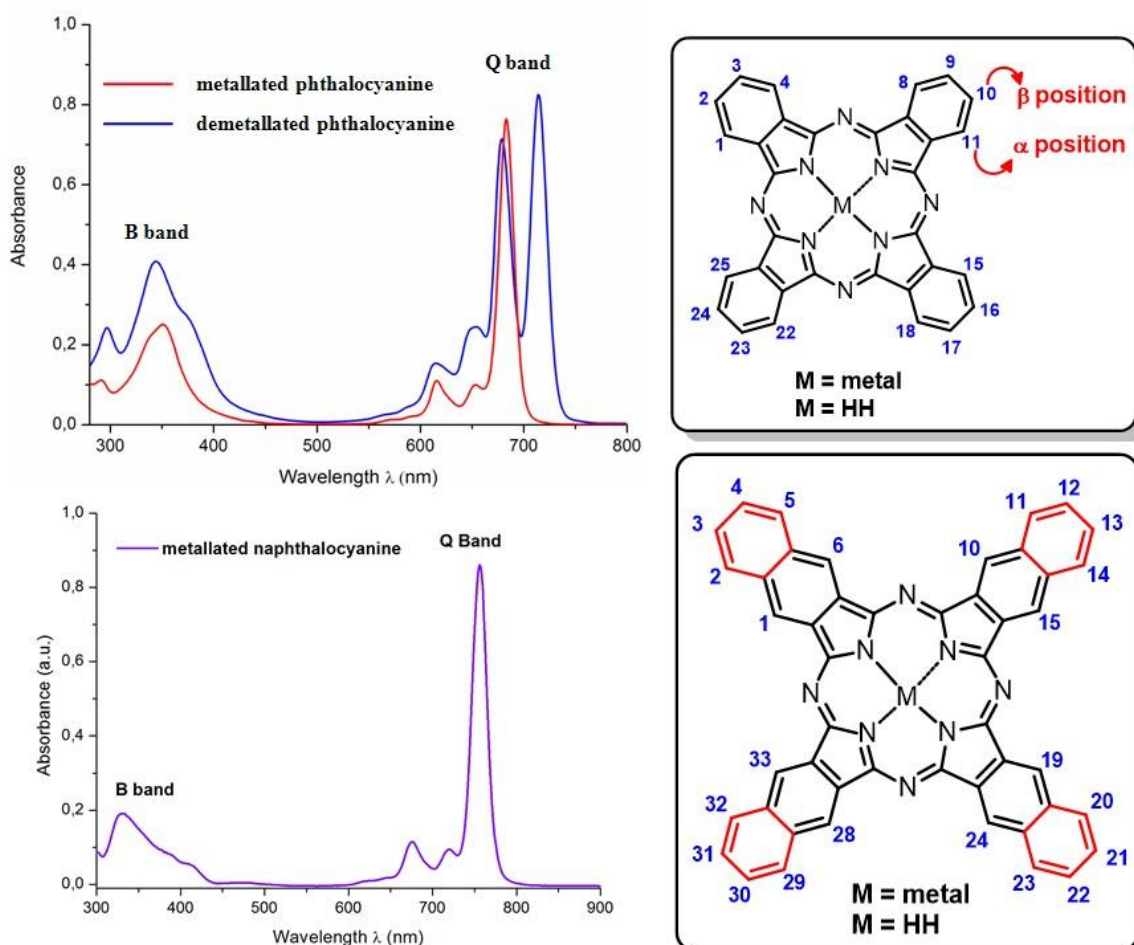 1,0
0,8
0,6
0,4
0,2
0,0
Absorbance
metallated phthalocyanine
demetallated phthalocyanine
Q band
B band
300 400 500 600 700 800
Wavelength λ (nm)
3 4 8 9
2 10 β position
1 11 α position
N N N
N M N
N N N
25 15
24 16
23 22 18 17
M = metal
M = HH
1,0
0,8
0,6
0,4
0,2
0,0
Absorbance (a.u.)
metallated naphthalocyanine
Q Band
B band
300 400 500 600 700 800 900
Wavelength λ (nm)
4 5 11 12
3 6 10 13
2 14
1 15
N N N
N M N
N N N
33 19
32 20
31 28 24 21
30 29 23 22
M = metal
M = HH